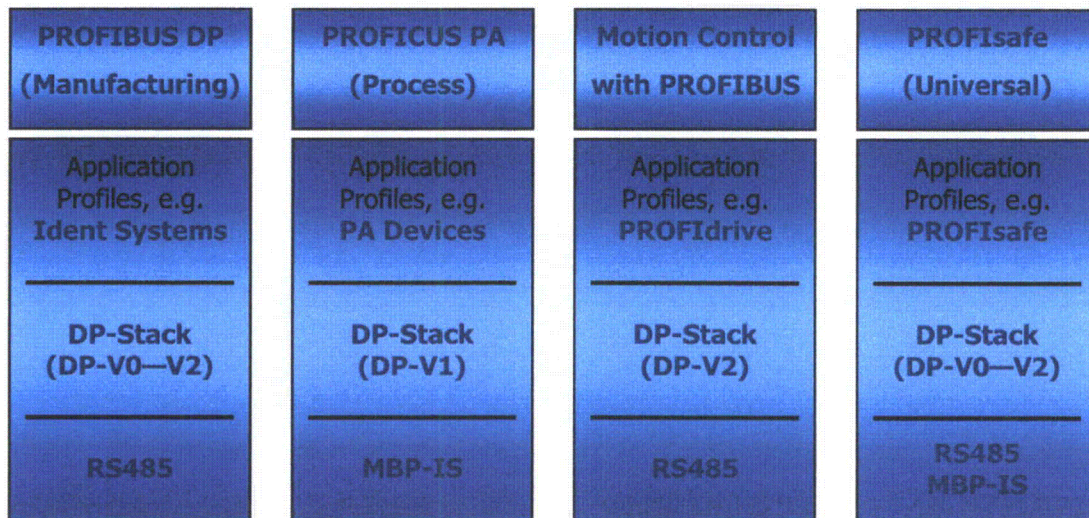 PROFIBUS DP
(Manufacturing)
PROFICUS PA
(Process)
Motion Control
with PROFIBUS
PROFIsafe
(Universal)
Application
Profiles, e.g.
Ident Systems
DP-Stack
(DP-V0—V2)
RS485
Application
Profiles, e.g.
PA Devices
DP-Stack
(DP-V1)
MBP-IS
Application
Profiles, e.g.
PROFIdrive
DP-Stack
(DP-V2)
RS485
Application
Profiles, e.g.
PROFIsafe
DP-Stack
(DP-V0—V2)
RS485
MBP-IS